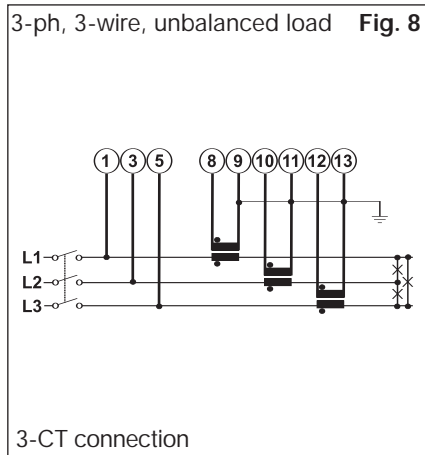 3-ph, 3-wire, unbalanced load Fig. 8
1 3 5 8 9 10 11 12 13
L1
L2
L3
3-CT connection